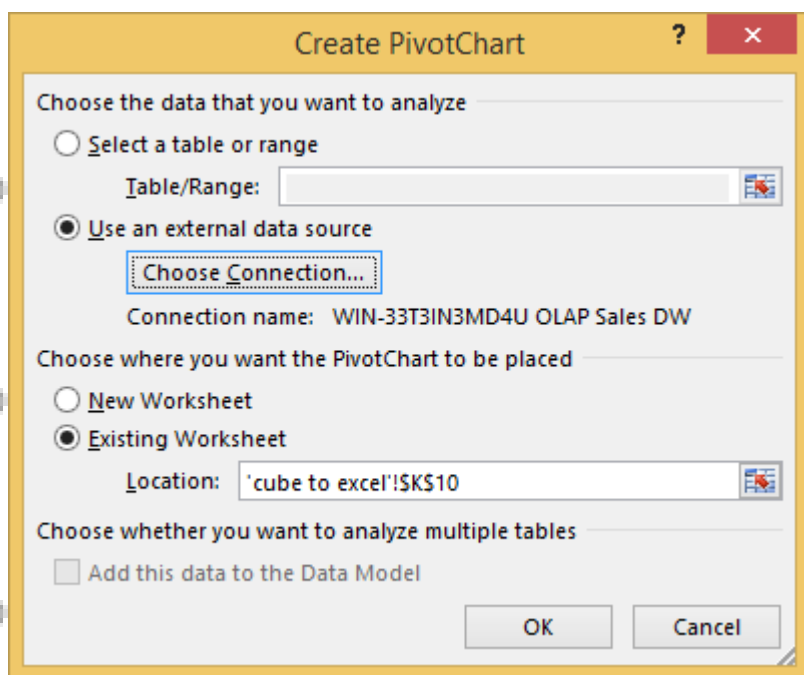 Create PivotChart ? ×
Choose the data that you want to analyze
Select a table or range
Table/Range:
Use an external data source
Choose Connection...
Connection name: WIN-33T3IN3MD4U OLAP Sales DW
Choose where you want the PivotChart to be placed
New Worksheet
Existing Worksheet
Location: 'cube to excel'!$K$10
Choose whether you want to analyze multiple tables
Add this data to the Data Model
OK Cancel